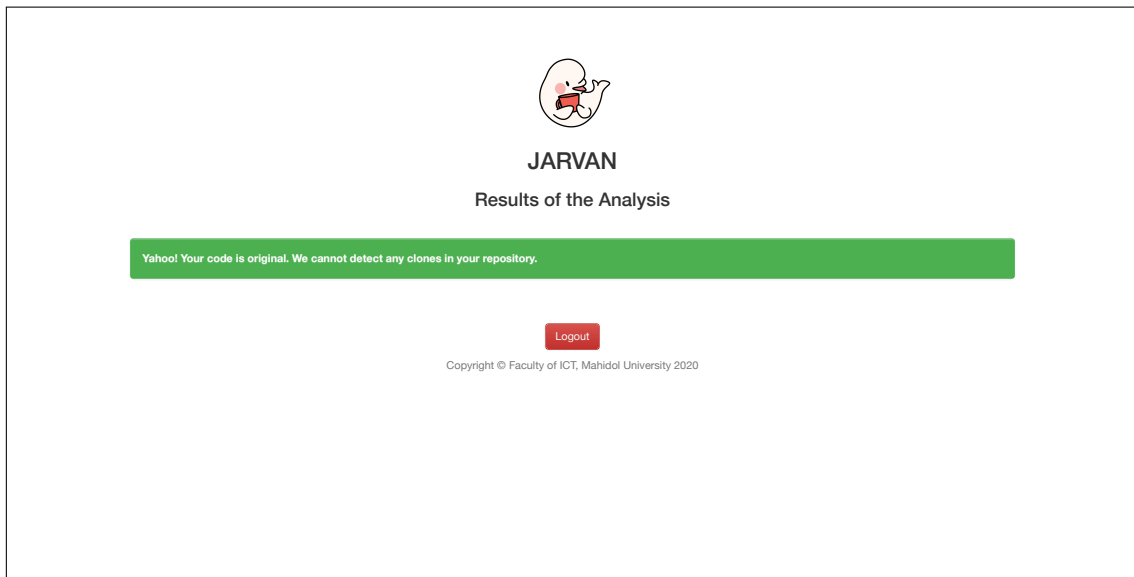 JARVAN
Results of the Analysis
Yahoo! Your code is original. We cannot detect any clones in your repository.
Logout
Copyright © Faculty of ICT, Mahidol University 2020